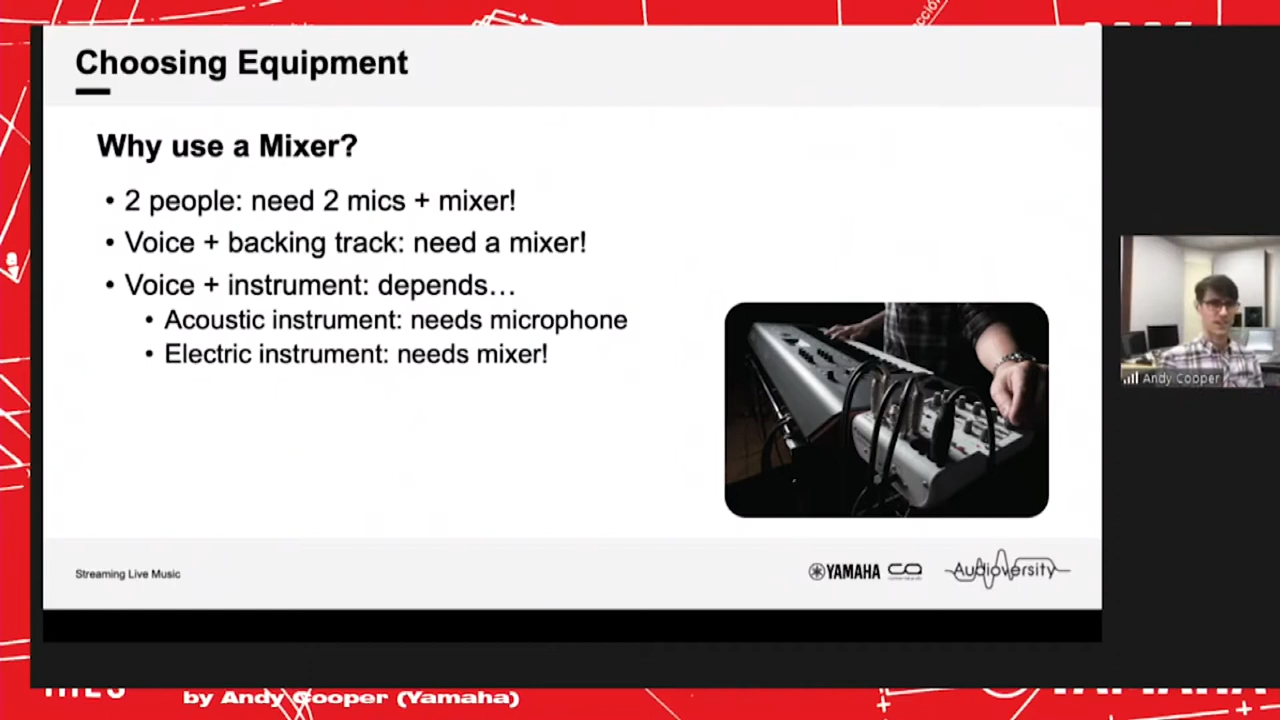 Choosing Equipment
Why use a Mixer?
• 2 people: need 2 mics + mixer!
• Voice + backing track: need a mixer!
• Voice + instrument: depends…
• Acoustic instrument: needs microphone
• Electric instrument: needs mixer!
Andy Cooper
Streaming Live Music
YAMAHA
Audioversity
by Andy Cooper (Yamaha)
YAMAHA